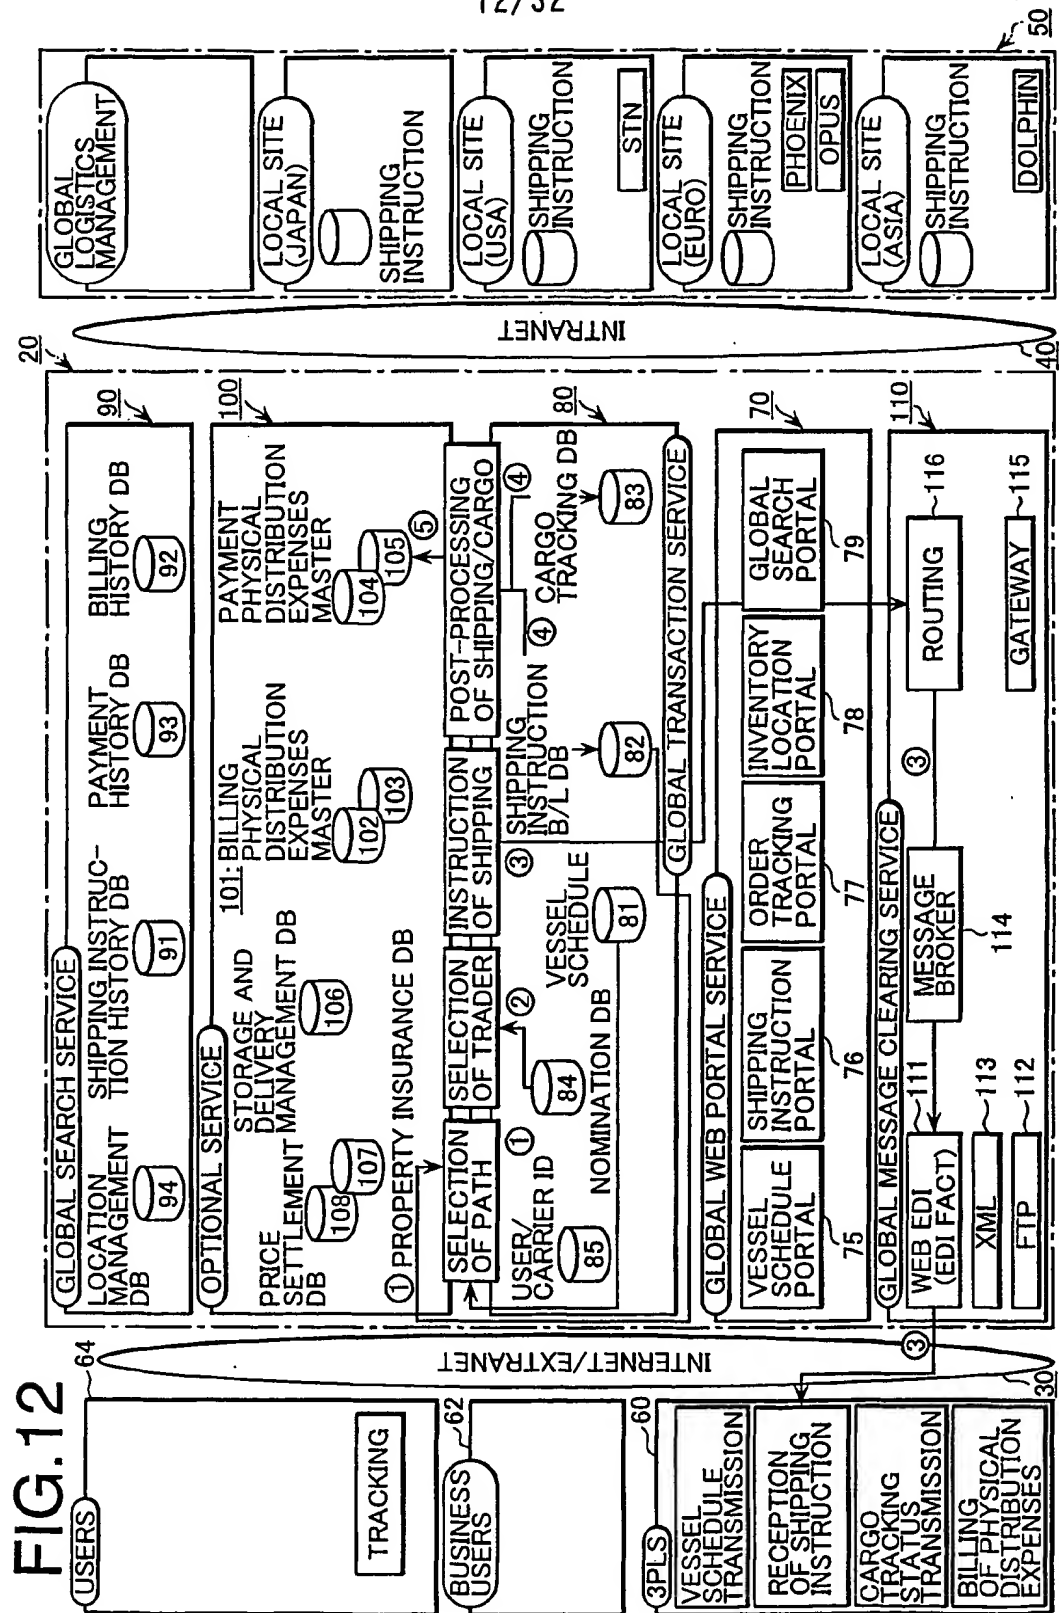 12/32
FIG.12
USERS
64
TRACKING
BUSINESS
USERS
62
3PLS
60
VESSEL
SCHEDULE
TRANSMISSION
RECEPTION
OF SHIPPING
INSTRUCTION
CARGO
TRACKING
STATUS
TRANSMISSION
BILLING
OF PHYSICAL
DISTRIBUTION
EXPENSES
INTERNET/EXTRANET
30
③
20
GLOBAL SEARCH SERVICE
90
LOCATION
MANAGEMENT
DB
94
SHIPPING INSTRUC-
TION HISTORY DB
91
PAYMENT
HISTORY DB
93
BILLING
HISTORY DB
92
OPTIONAL SERVICE
100
PRICE
SETTLEMENT
DB
108
107
STORAGE AND
DELIVERY
MANAGEMENT DB
106
101: BILLING
PHYSICAL
DISTRIBUTION
EXPENSES
MASTER
102
103
PAYMENT
PHYSICAL
DISTRIBUTION
EXPENSES
MASTER
104
105
① PROPERTY INSURANCE DB
⑤
SELECTION
OF PATH
SELECTION
OF TRADER
INSTRUCTION
OF SHIPPING
POST-PROCESSING
OF SHIPPING/CARGO
80
①
②
③
④
④
USER/
CARRIER ID
85
84
NOMINATION DB
VESSEL
SCHEDULE
81
SHIPPING
INSTRUCTION
B/L DB
82
CARGO
TRACKING DB
83
GLOBAL TRANSACTION SERVICE
GLOBAL WEB PORTAL SERVICE
70
VESSEL
SCHEDULE
PORTAL
75
SHIPPING
INSTRUCTION
PORTAL
76
ORDER
TRACKING
PORTAL
77
INVENTORY
LOCATION
PORTAL
78
GLOBAL
SEARCH
PORTAL
79
GLOBAL MESSAGE CLEARING SERVICE
110
WEB EDI
(EDI FACT)
111
XML
113
FTP
112
MESSAGE
BROKER
114
③
ROUTING
116
GATEWAY
115
INTRANET
40
50
GLOBAL
LOGISTICS
MANAGEMENT
LOCAL SITE
(JAPAN)
SHIPPING
INSTRUCTION
LOCAL SITE
(USA)
SHIPPING
INSTRUCTION
STN
LOCAL SITE
(EURO)
SHIPPING
INSTRUCTION
PHOENIX
OPUS
LOCAL SITE
(ASIA)
SHIPPING
INSTRUCTION
DOLPHIN